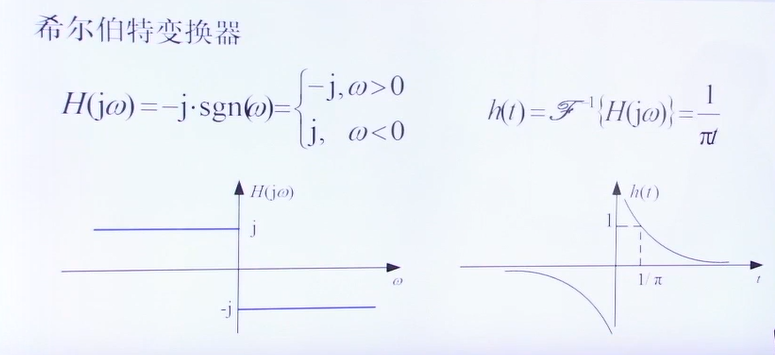 希尔伯特变换器
H(jω)=-j·sgn(ω)={-j,ω>0
j, ω<0
h(t)=ℱ⁻¹{H(jω)}=1/πt
H(jω)
j
-j
ω
h(t)
1
1/π
t